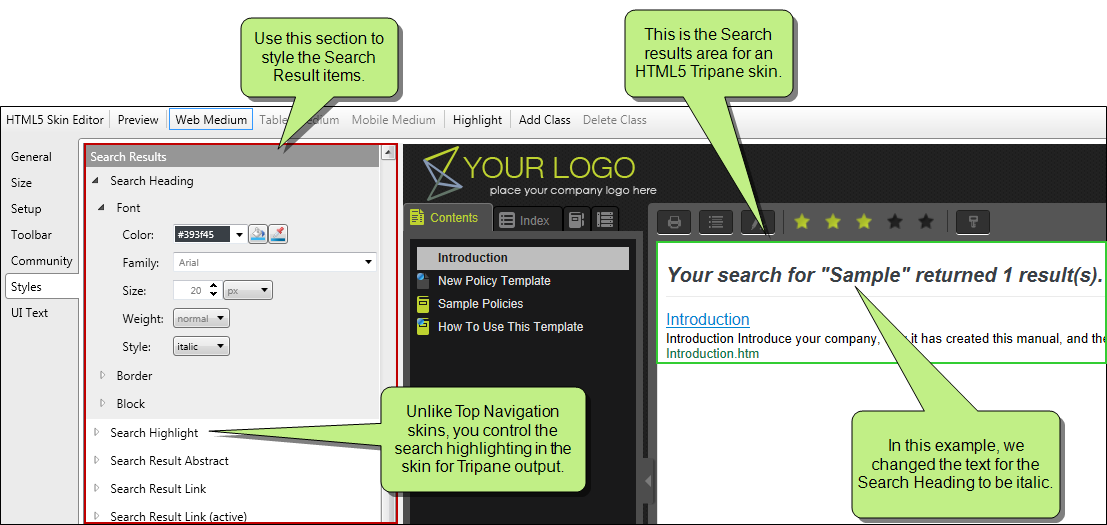 Use this section to
style the Search
Result items.
This is the Search
results area for an
HTML5 Tripane skin.
HTML5 Skin Editor Preview Web Medium Table Medium Mobile Medium Highlight Add Class Delete Class
General
Size
Setup
Toolbar
Community
Styles
UI Text
Search Results
Search Heading
Font
Color: #393f45
Family: Arial
Size: 20 px
Weight: normal
Style: italic
Border
Block
Search Highlight
Search Result Abstract
Search Result Link
Search Result Link (active)
YOUR LOGO
place your company logo here
Contents Index
Introduction
New Policy Template
Sample Policies
How To Use This Template
Your search for "Sample" returned 1 result(s).
Introduction
Introduction Introduce your company, it has created this manual, and the
Introduction.htm
Unlike Top Navigation
skins, you control the
search highlighting in the
skin for Tripane output.
In this example, we
changed the text for the
Search Heading to be italic.